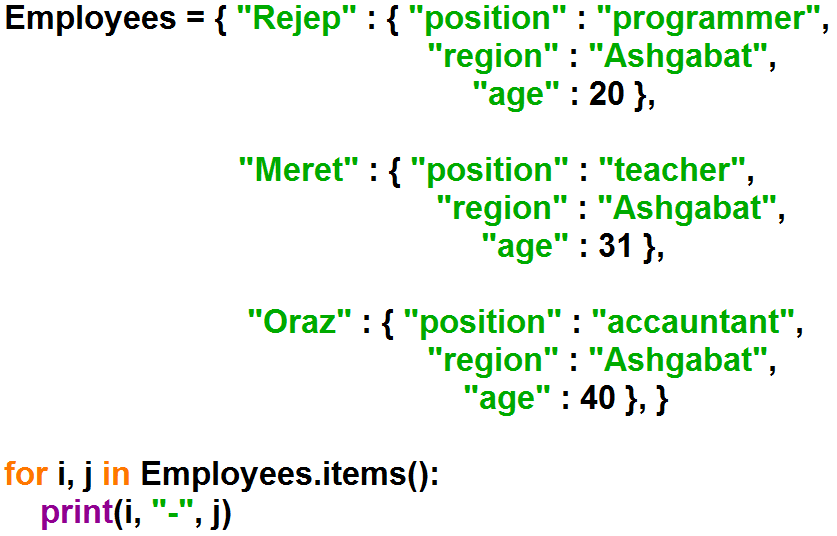 Employees = { "Rejep" : { "position" : "programmer",
"region" : "Ashgabat",
"age" : 20 },
"Meret" : { "position" : "teacher",
"region" : "Ashgabat",
"age" : 31 },
"Oraz" : { "position" : "accauntant",
"region" : "Ashgabat",
"age" : 40 }, }
for i, j in Employees.items():
print(i, "-", j)